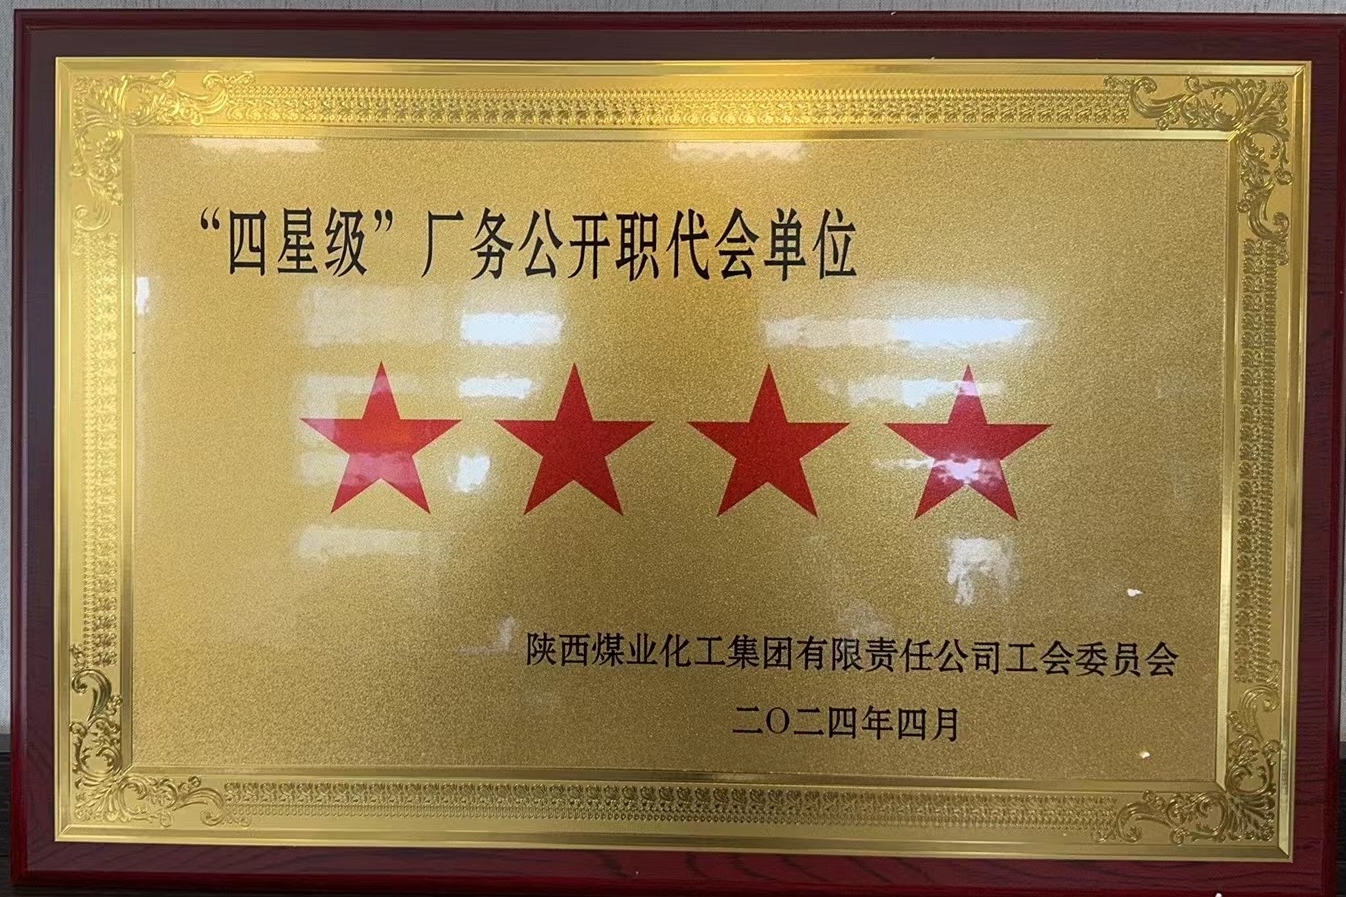 “四星级”厂务公开职代会单位
陕西煤业化工集团有限责任公司工会委员会
二〇二四年四月